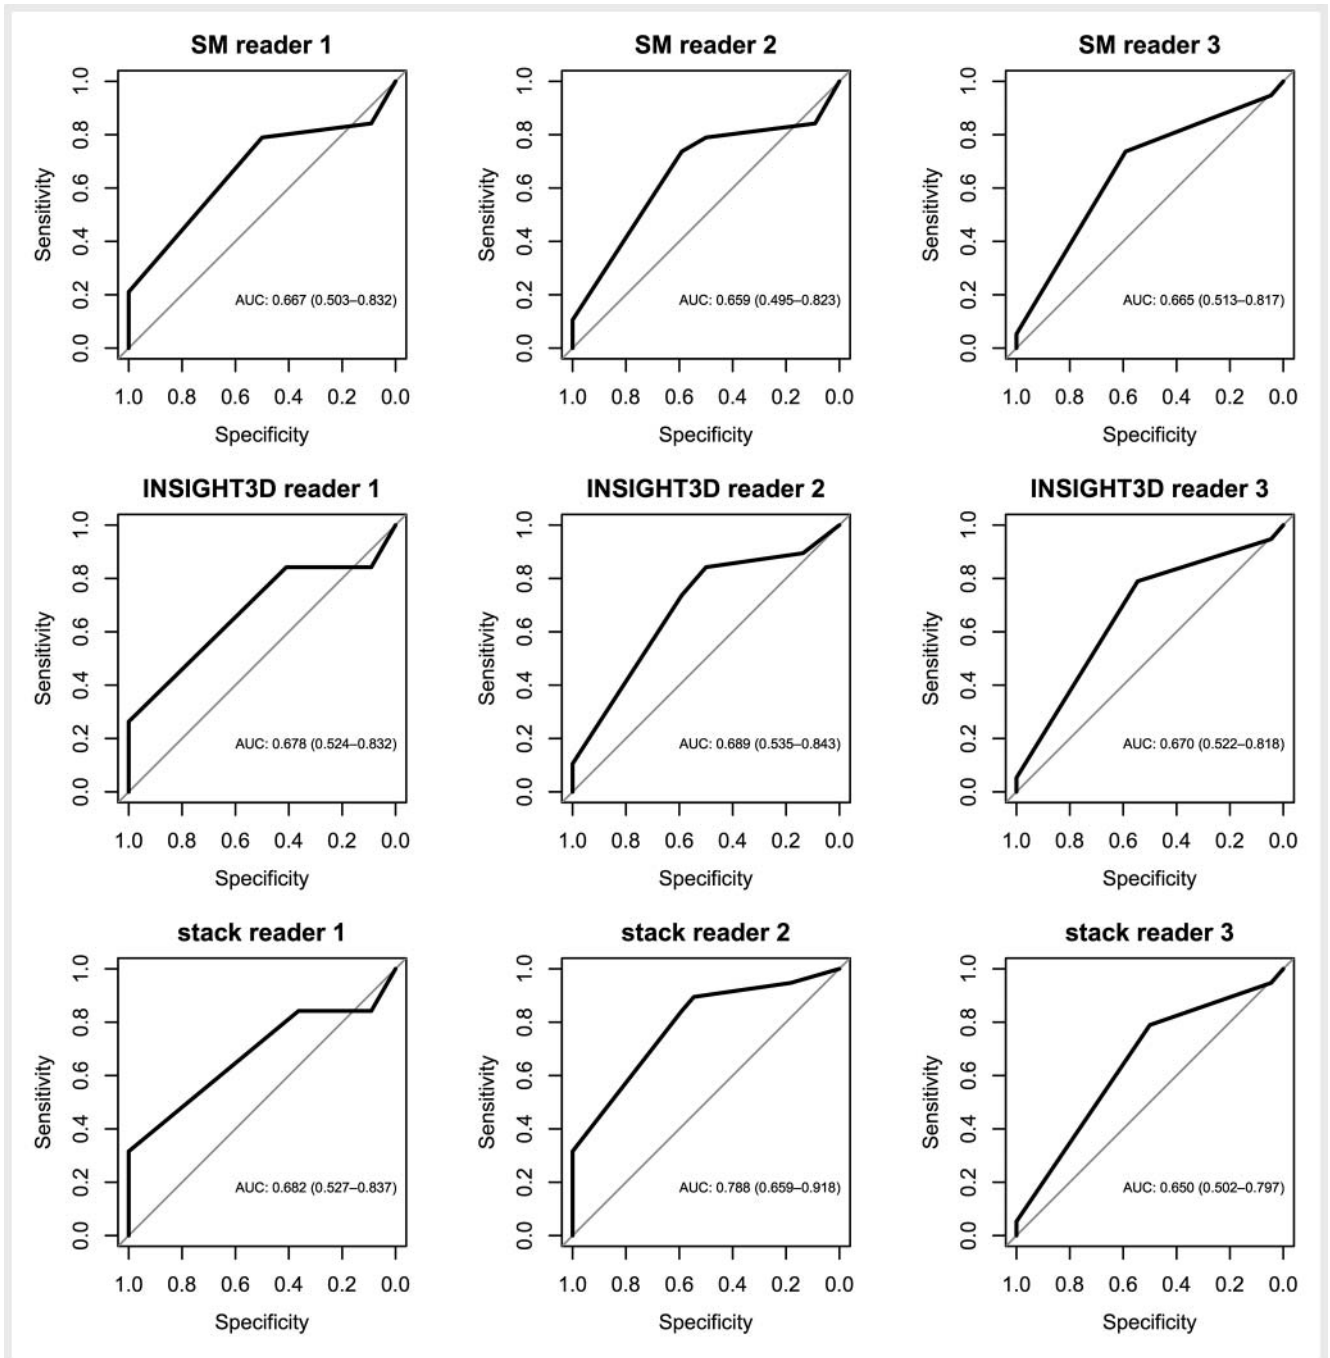 SM reader 1
SM reader 2
SM reader 3
Sensitivity
0.0 0.2 0.4 0.6 0.8 1.0
AUC: 0.667 (0.503–0.832)
1.0 0.8 0.6 0.4 0.2 0.0
Specificity
Sensitivity
0.0 0.2 0.4 0.6 0.8 1.0
AUC: 0.659 (0.495–0.823)
1.0 0.8 0.6 0.4 0.2 0.0
Specificity
Sensitivity
0.0 0.2 0.4 0.6 0.8 1.0
AUC: 0.665 (0.513–0.817)
1.0 0.8 0.6 0.4 0.2 0.0
Specificity
INSIGHT3D reader 1
INSIGHT3D reader 2
INSIGHT3D reader 3
Sensitivity
0.0 0.2 0.4 0.6 0.8 1.0
AUC: 0.678 (0.524–0.832)
1.0 0.8 0.6 0.4 0.2 0.0
Specificity
Sensitivity
0.0 0.2 0.4 0.6 0.8 1.0
AUC: 0.689 (0.535–0.843)
1.0 0.8 0.6 0.4 0.2 0.0
Specificity
Sensitivity
0.0 0.2 0.4 0.6 0.8 1.0
AUC: 0.670 (0.522–0.818)
1.0 0.8 0.6 0.4 0.2 0.0
Specificity
stack reader 1
stack reader 2
stack reader 3
Sensitivity
0.0 0.2 0.4 0.6 0.8 1.0
AUC: 0.682 (0.527–0.837)
1.0 0.8 0.6 0.4 0.2 0.0
Specificity
Sensitivity
0.0 0.2 0.4 0.6 0.8 1.0
AUC: 0.788 (0.659–0.918)
1.0 0.8 0.6 0.4 0.2 0.0
Specificity
Sensitivity
0.0 0.2 0.4 0.6 0.8 1.0
AUC: 0.650 (0.502–0.797)
1.0 0.8 0.6 0.4 0.2 0.0
Specificity